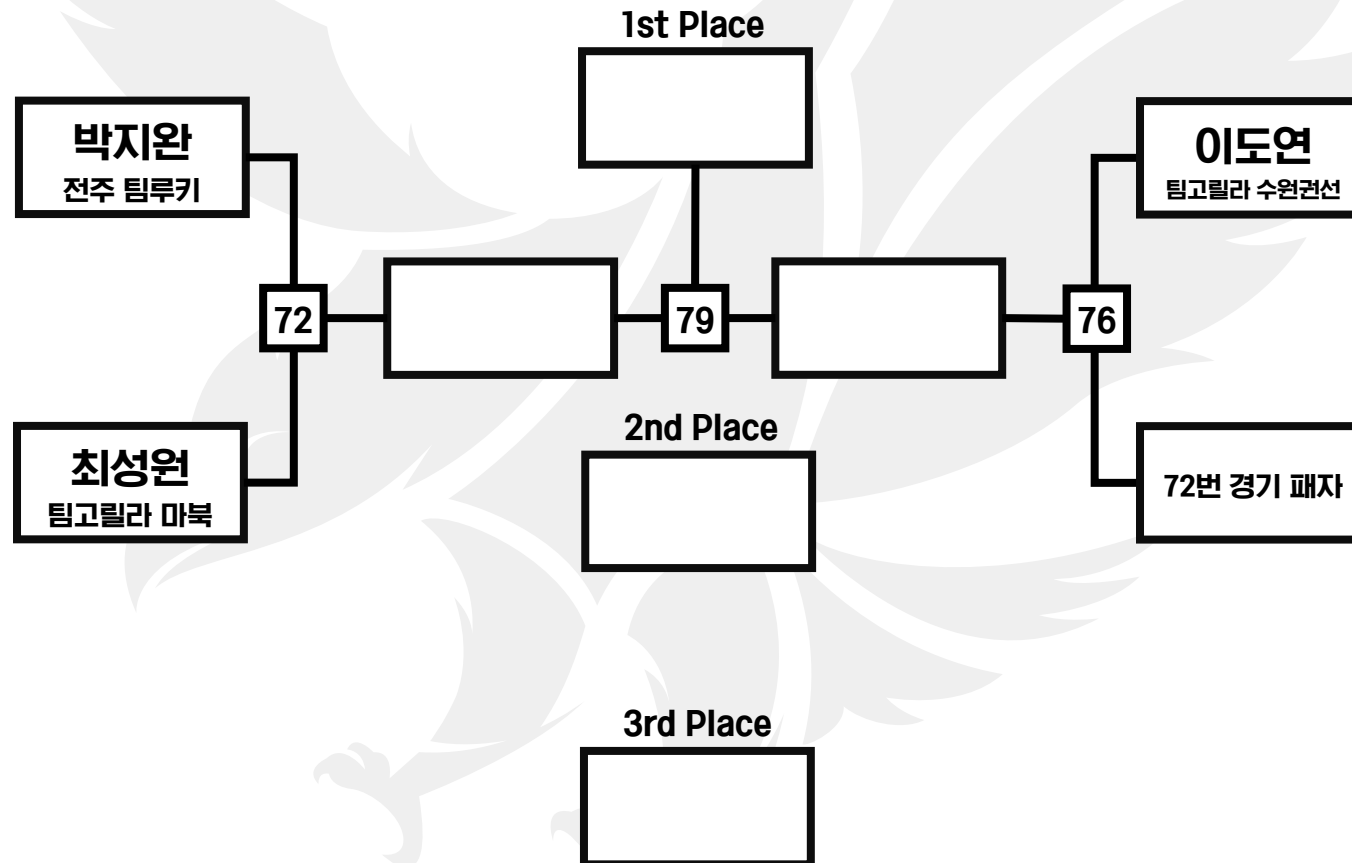 1st Place
박지완
전주 팀루키
이도연
팀고릴라 수원권선
72
79
76
2nd Place
최성원
팀고릴라 마북
72번 경기 패자
3rd Place